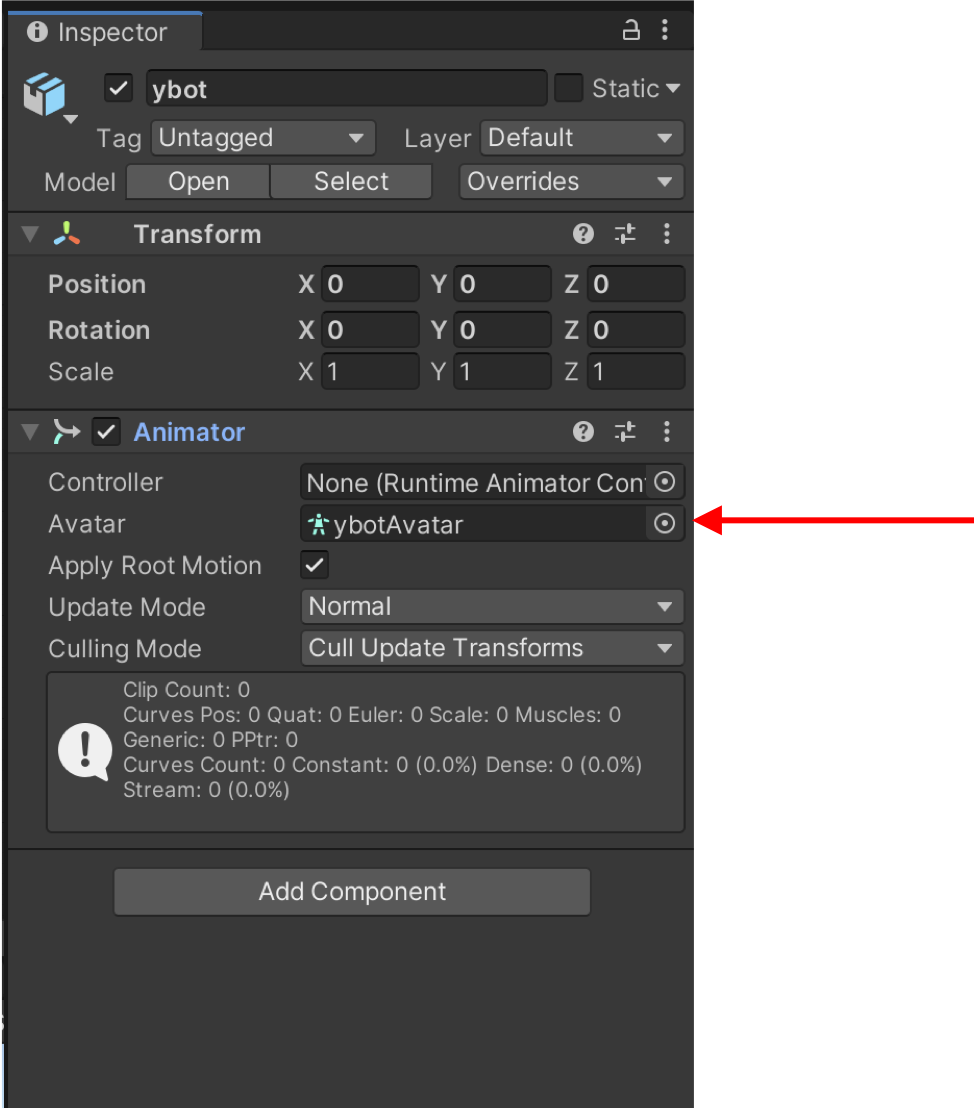 Inspector
ybot Static
Tag Untagged Layer Default
Model Open Select Overrides
Transform
Position X 0 Y 0 Z 0
Rotation X 0 Y 0 Z 0
Scale X 1 Y 1 Z 1
Animator
Controller None (Runtime Animator Con
Avatar ybotAvatar
Apply Root Motion
Update Mode Normal
Culling Mode Cull Update Transforms
Clip Count: 0
Curves Pos: 0 Quat: 0 Euler: 0 Scale: 0 Muscles: 0
Generic: 0 PPtr: 0
Curves Count: 0 Constant: 0 (0.0%) Dense: 0 (0.0%)
Stream: 0 (0.0%)
Add Component